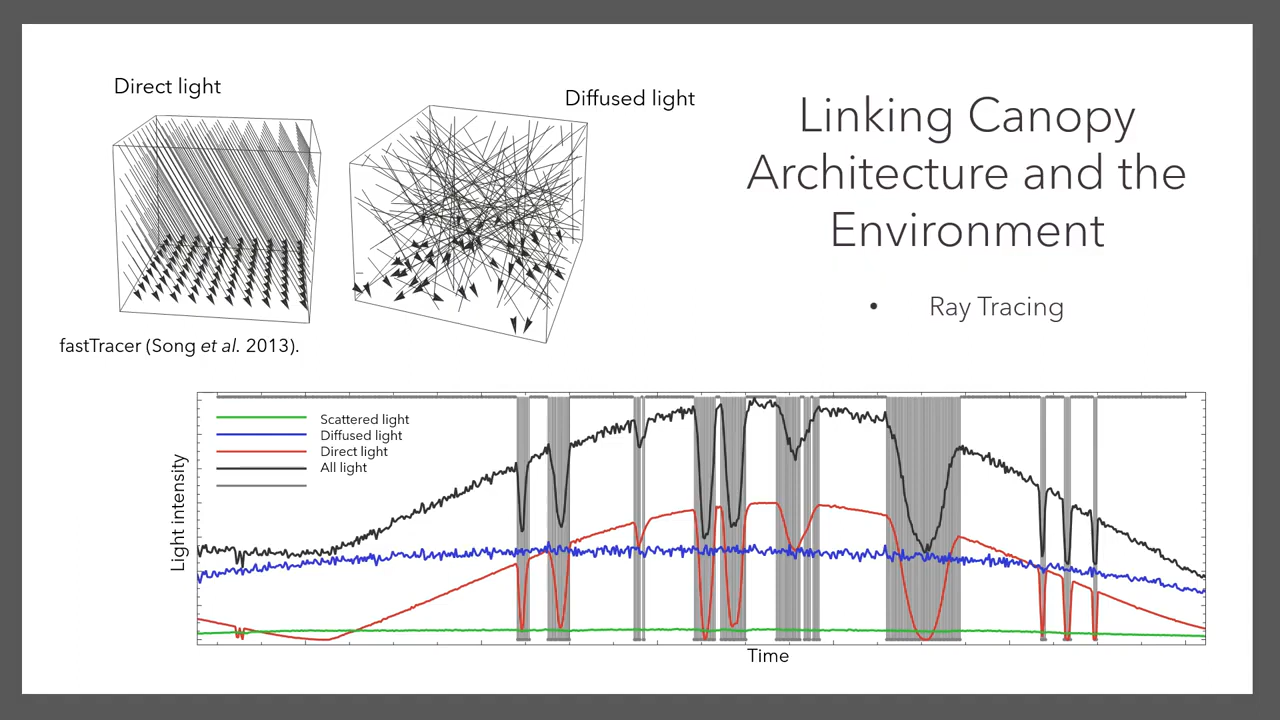 Direct light
Diffused light
Linking Canopy
Architecture and the
Environment
• Ray Tracing
fastTracer (Song et al. 2013).
Scattered light
Diffused light
Direct light
All light
Light intensity
Time